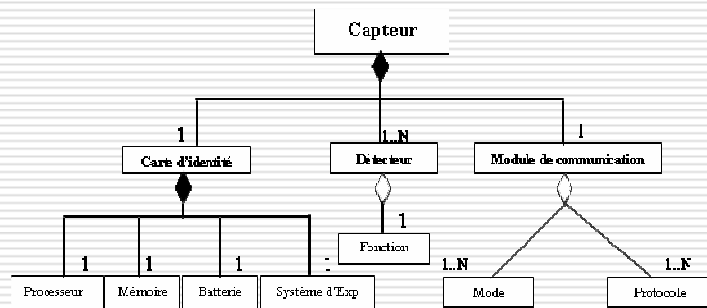 Capteur
1 1..N 1
Carte d'identité Détecteur Module de communication
1
Fonction
1 1 1 1..N 1..N
Processeur Mémoire Batterie Système d'Exp Mode Protocole